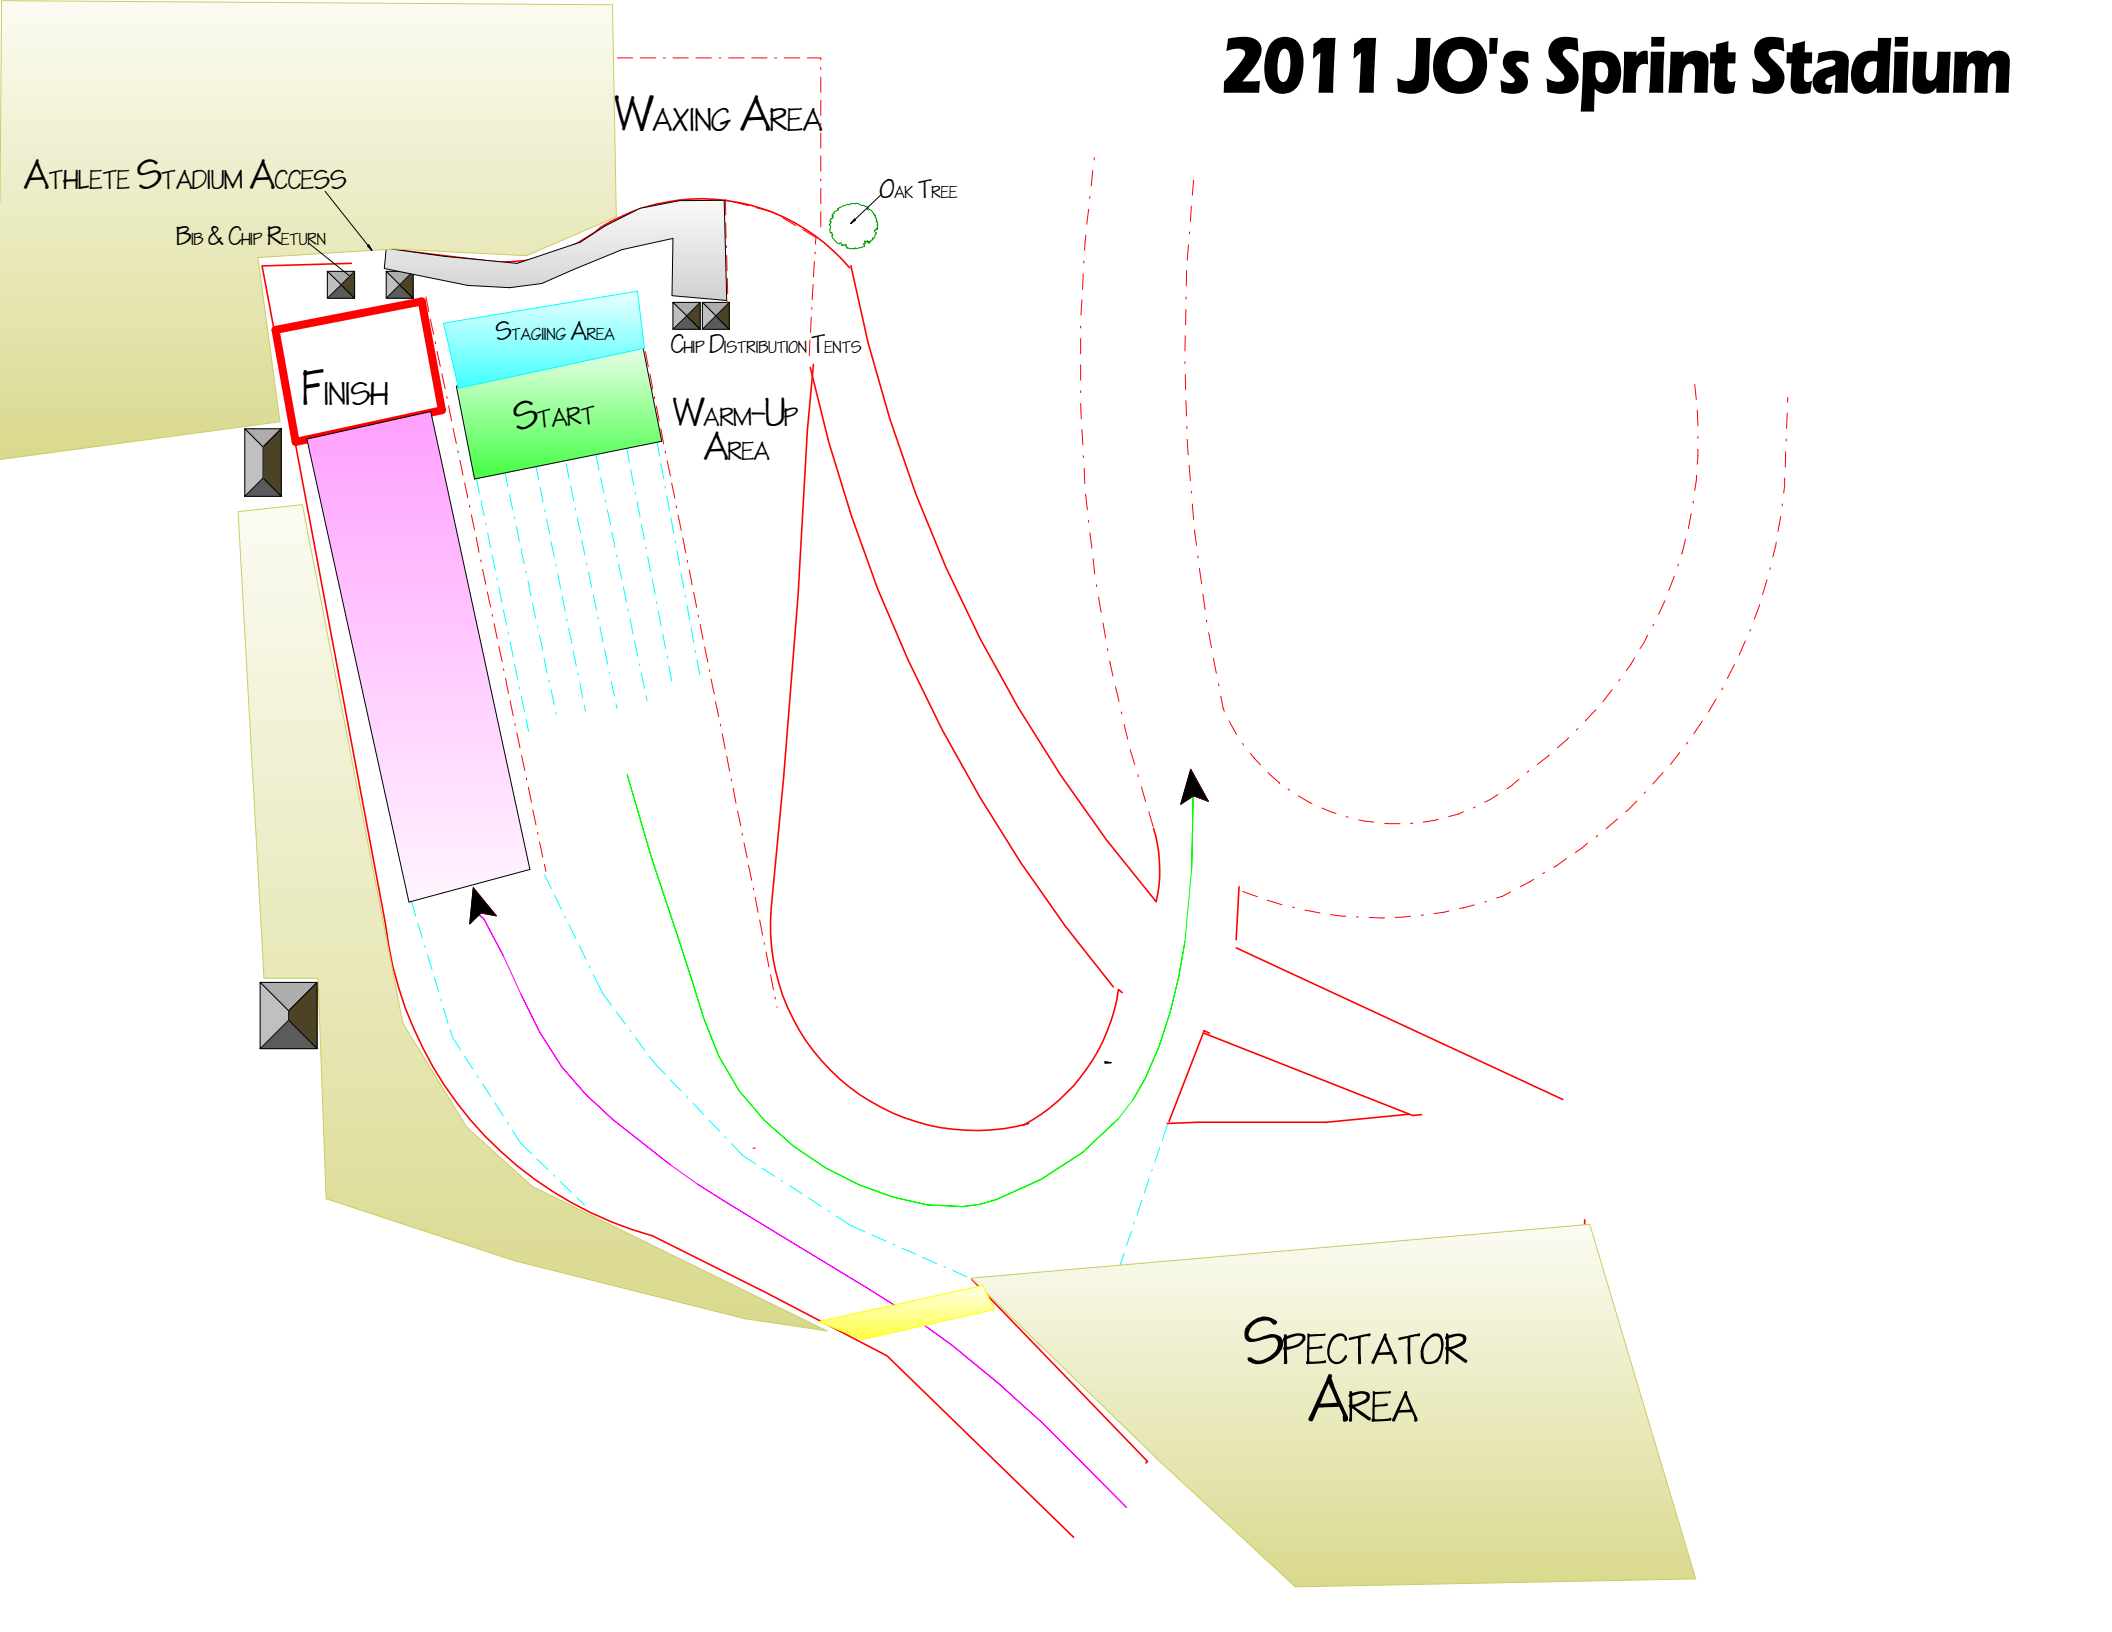 2011 JO's Sprint Stadium
WAXING AREA
ATHLETE STADIUM ACCESS
OAK TREE
BIB & CHIP RETURN
STAGIING AREA
CHIP DISTRIBUTION TENTS
FINISH
START
WARM-UP
AREA
SPECTATOR
AREA